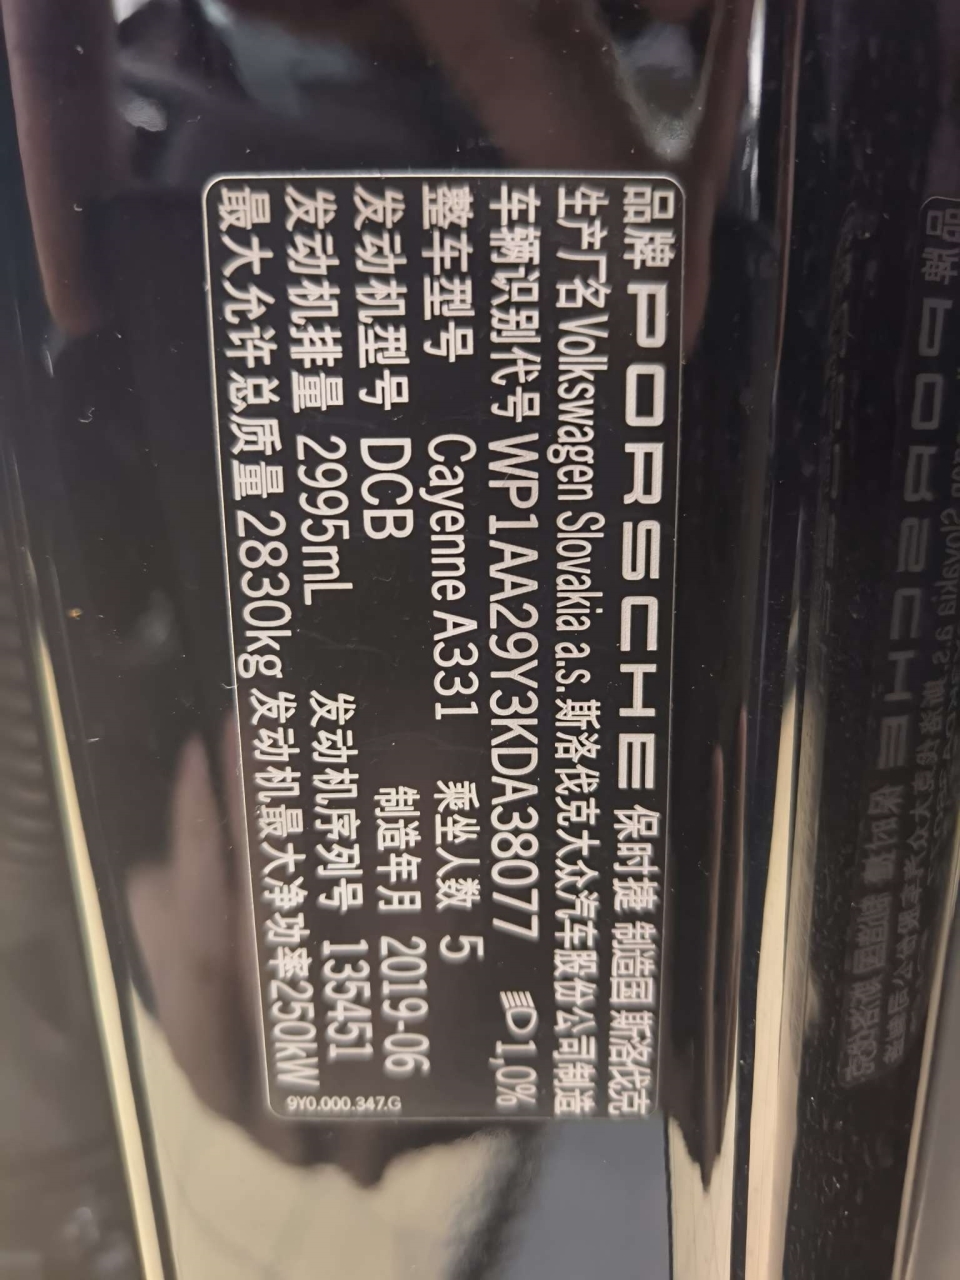 品牌 PORSCHE 保时捷 制造国 斯洛伐克
生产厂名 Volkswagen Slovakia a.s. 斯洛伐克大众汽车股份公司制造
车辆识别代号 WP1AA29Y3KDA38077 1,0%
整车型号 Cayenne A331 乘坐人数 5
发动机型号 DCB 制造年月 2019-06
发动机排量 2995mL 发动机序列号 135451
最大允许总质量 2830kg 发动机最大净功率250kW
9Y0.000.347.G